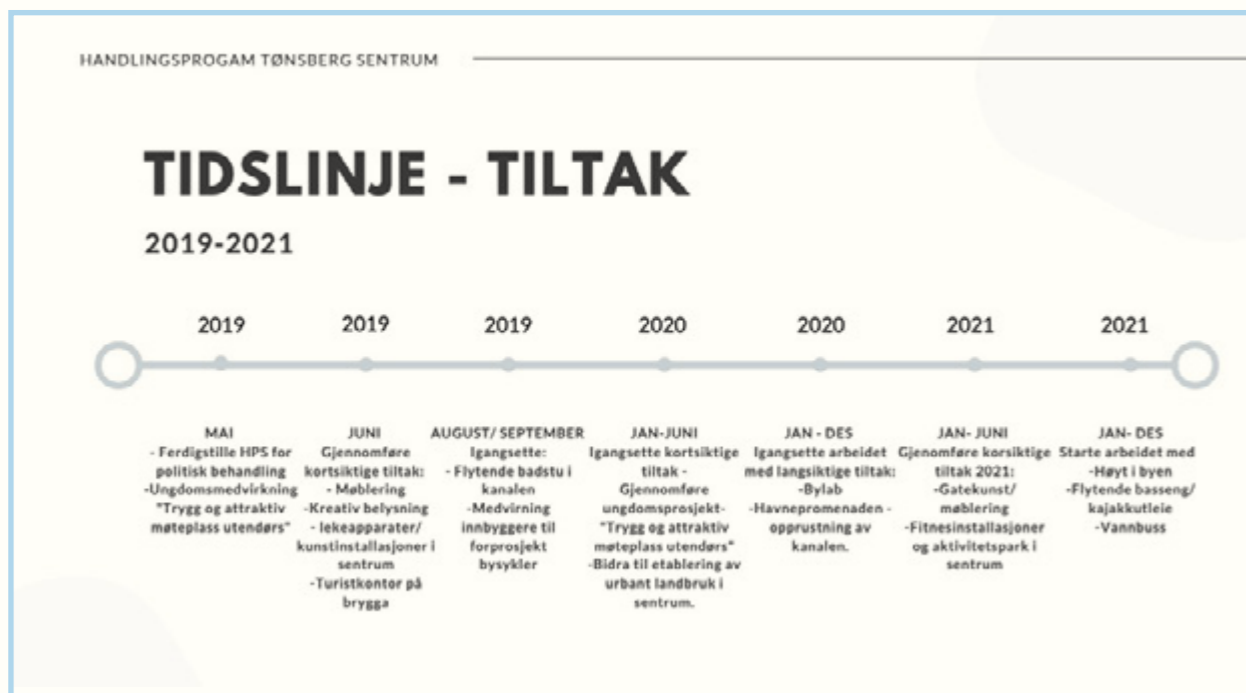 HANDLINGSPROGAM TØNSBERG SENTRUM
TIDSLINJE - TILTAK
2019-2021
2019
2019
2019
2020
2020
2021
2021
MAI
- Ferdigstille HPS for
politisk behandling
-Ungdomsmedvirkning
"Trygg og attraktiv
møteplass utendørs"
JUNI
Gjennomføre
kortsiktige tiltak:
- Møblering
-Kreativ belysning
- lekeapparater/
kunstinstallasjoner i
sentrum
-Turistkontor på
brygga
AUGUST/ SEPTEMBER
Igangsette:
- Flytende badstu i
kanalen
-Medvirning
innbyggere til
forprosjekt
bysykler
JAN-JUNI
Igangsette kortsiktige
tiltak -
Gjennomføre
ungdomsprosjekt-
"Trygg og attraktiv
møteplass utendørs"
-Bidra til etablering av
urbant landbruk i
sentrum.
JAN - DES
Igangsette arbeidet
med langsiktige tiltak:
-Bylab
-Havnepromenaden -
opprustning av
kanalen.
JAN- JUNI
Gjenomføre korsiktige
tiltak 2021:
-Gatekunst/
møblering
-Fitnesinstallasjoner
og aktivitetspark i
sentrum
JAN- DES
Starte arbeidet med
-Høyt i byen
-Flytende basseng/
kajakkutleie
-Vannbuss